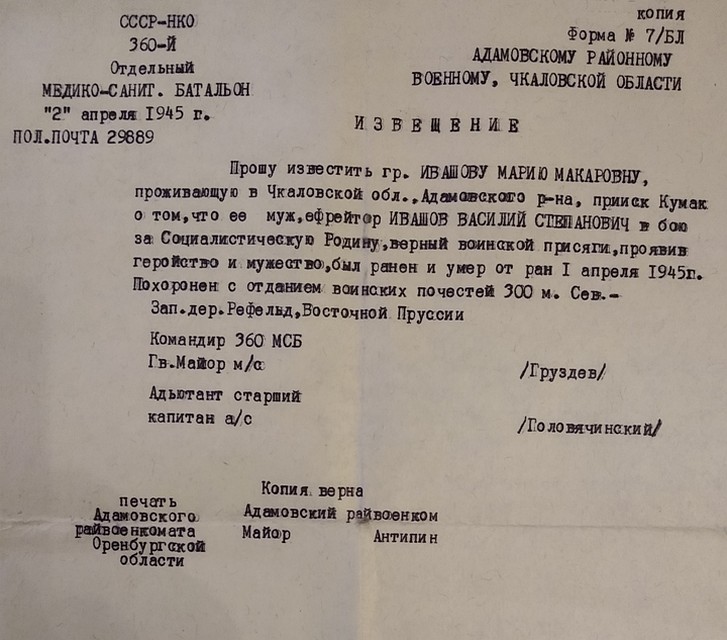 СССР-НКО
360-Й
Отдельный
МЕДИКО-САНИТ. БАТАЛЬОН
"2" апреля 1945 г.
ПОЛ.ПОЧТА 29889
копия
Форма № 7/БЛ
АДАМОВСКОМУ РАЙОННОМУ
ВОЕННОМУ, ЧКАЛОВСКОЙ ОБЛАСТИ
И З В Е Щ Е Н И Е
Прошу известить гр. ИВАШОВУ МАРИЮ МАКАРОВНУ,
проживающую в Чкаловской обл.,Адамовского р-на, прииск Кумак
о том,что ее муж,ефрейтор ИВАШОВ ВАСИЛИЙ СТЕПАНОВИЧ в бою
за Социалистическую Родину,верный воинской присяги,проявив
геройство и мужество,был ранен и умер от ран I апреля 1945г.
Похоронен с отданием воинских почестей 300 м. Сев.-
Зап.дер.Рефельд,Восточной Пруссии
Командир 360 МСБ
Гв.Майор м/с /Груздев/
Адьютант старший
капитан а/с /Головячинский/
Копия верна
печать
Адамовского
райвоенкомата
Оренбургской
области
Адамовский райвоенком
Майор Антипин